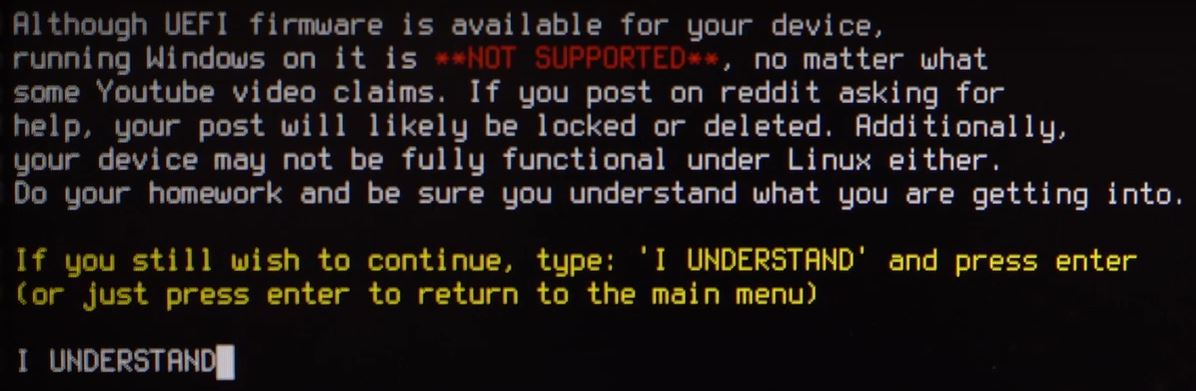 Although UEFI firmware is available for your device,
running Windows on it is **NOT SUPPORTED**, no matter what
some Youtube video claims. If you post on reddit asking for
help, your post will likely be locked or deleted. Additionally,
your device may not be fully functional under Linux either.
Do your homework and be sure you understand what you are getting into.
If you still wish to continue, type: 'I UNDERSTAND' and press enter
(or just press enter to return to the main menu)
I UNDERSTAND